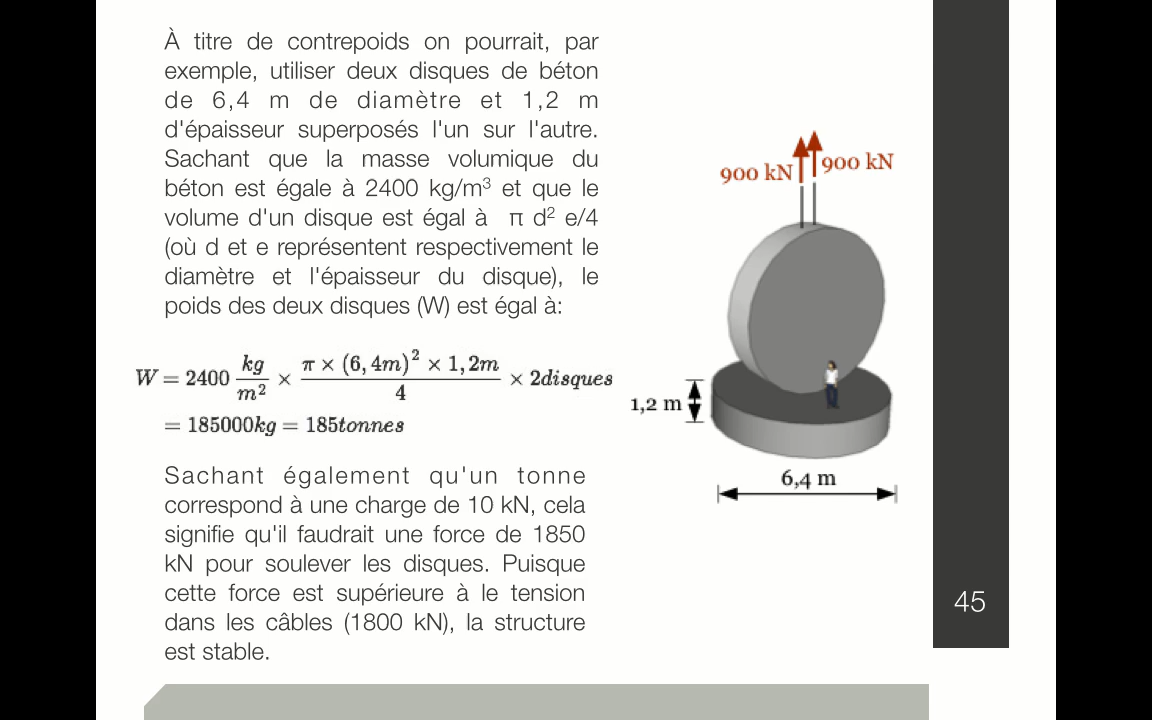 À titre de contrepoids on pourrait, par
exemple, utiliser deux disques de béton
de 6,4 m de diamètre et 1,2 m
d'épaisseur superposés l'un sur l'autre.
Sachant que la masse volumique du
béton est égale à 2400 kg/m³ et que le
volume d'un disque est égal à π d² e/4
(où d et e représentent respectivement le
diamètre et l'épaisseur du disque), le
poids des deux disques (W) est égal à:
W = 2400 kg/m² × π × (6, 4m)² × 1, 2m / 4 × 2disques
= 185000kg = 185tonnes
Sachant également qu'un tonne
correspond à une charge de 10 kN, cela
signifie qu'il faudrait une force de 1850
kN pour soulever les disques. Puisque
cette force est supérieure à le tension
dans les câbles (1800 kN), la structure
est stable.
900 kN 900 kN
1,2 m
6,4 m
45